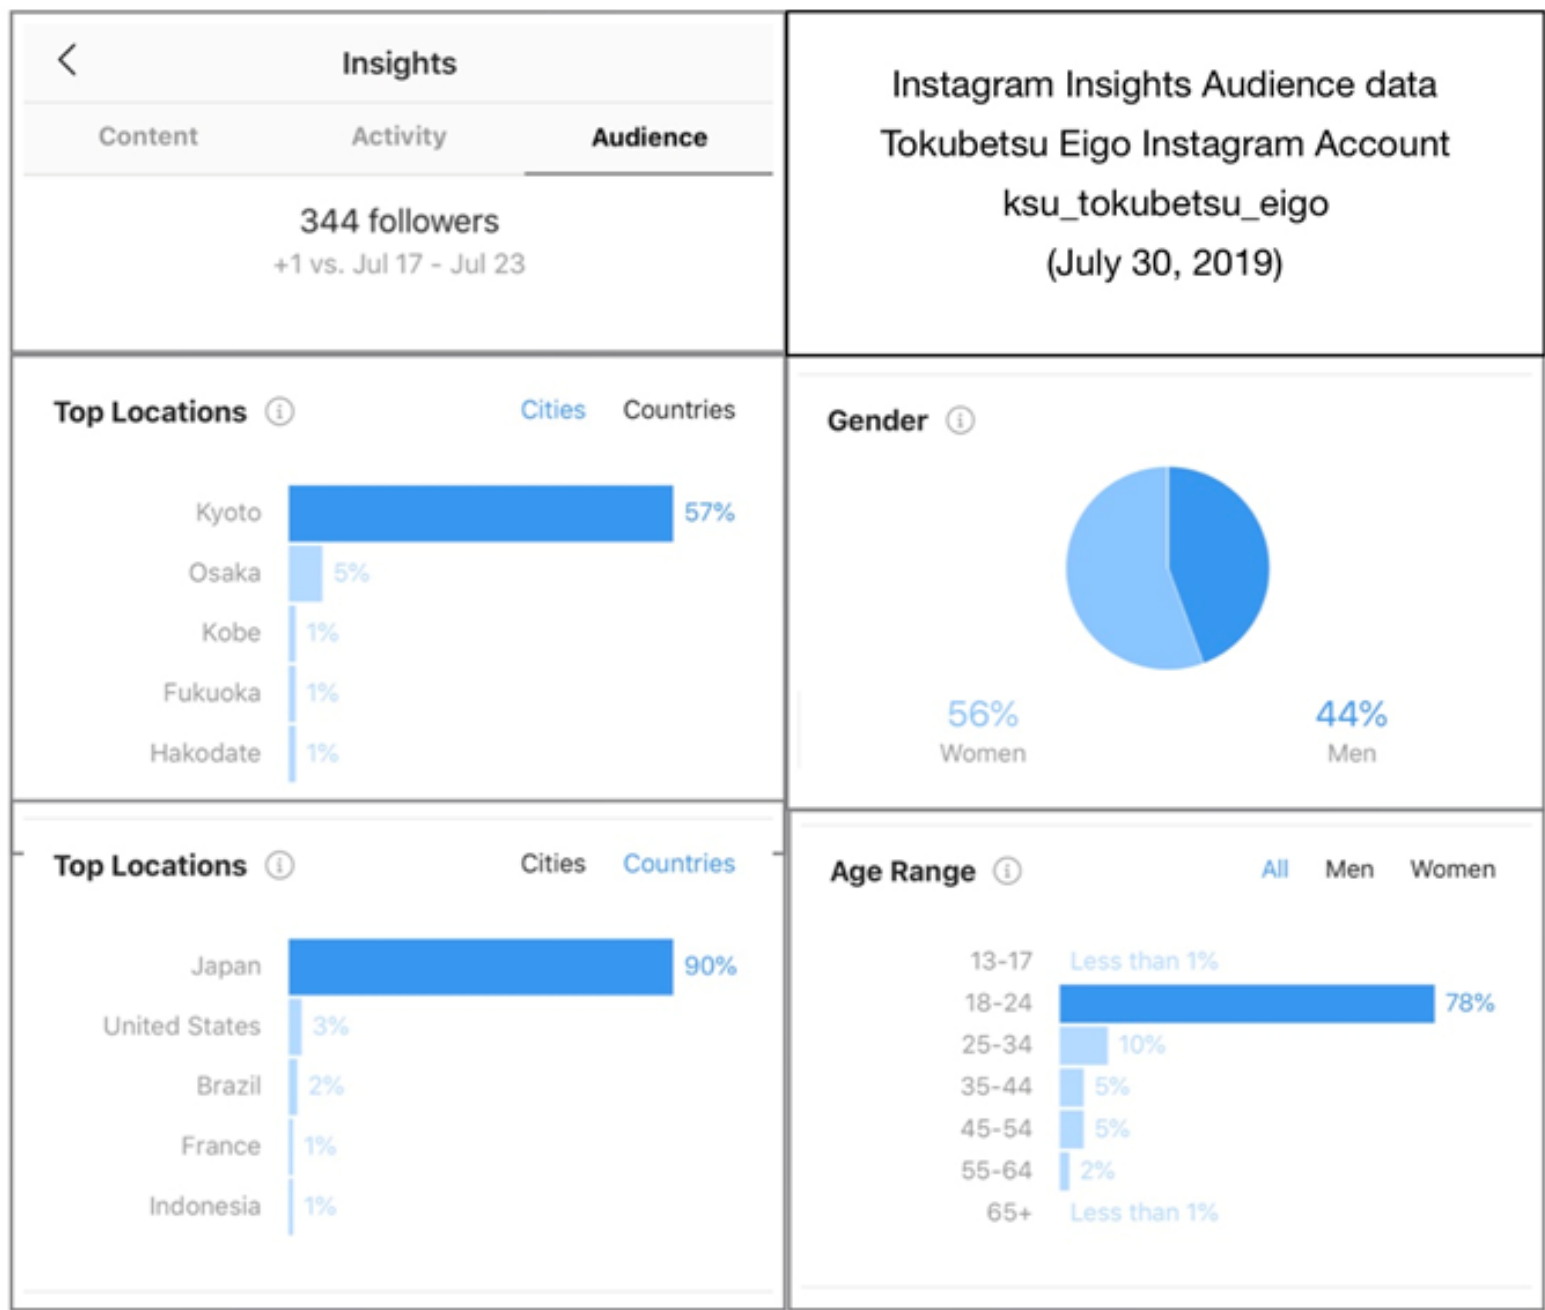 Insights
Content Activity Audience
344 followers
+1 vs. Jul 17 - Jul 23
Instagram Insights Audience data
Tokubetsu Eigo Instagram Account
ksu_tokubetsu_eigo
(July 30, 2019)
Top Locations Cities Countries
Kyoto 57%
Osaka 5%
Kobe 1%
Fukuoka 1%
Hakodate 1%
Gender
56% 44%
Women Men
Top Locations Cities Countries
Japan 90%
United States 3%
Brazil 2%
France 1%
Indonesia 1%
Age Range All Men Women
13-17 Less than 1%
18-24 78%
25-34 10%
35-44 5%
45-54 5%
55-64 2%
65+ Less than 1%